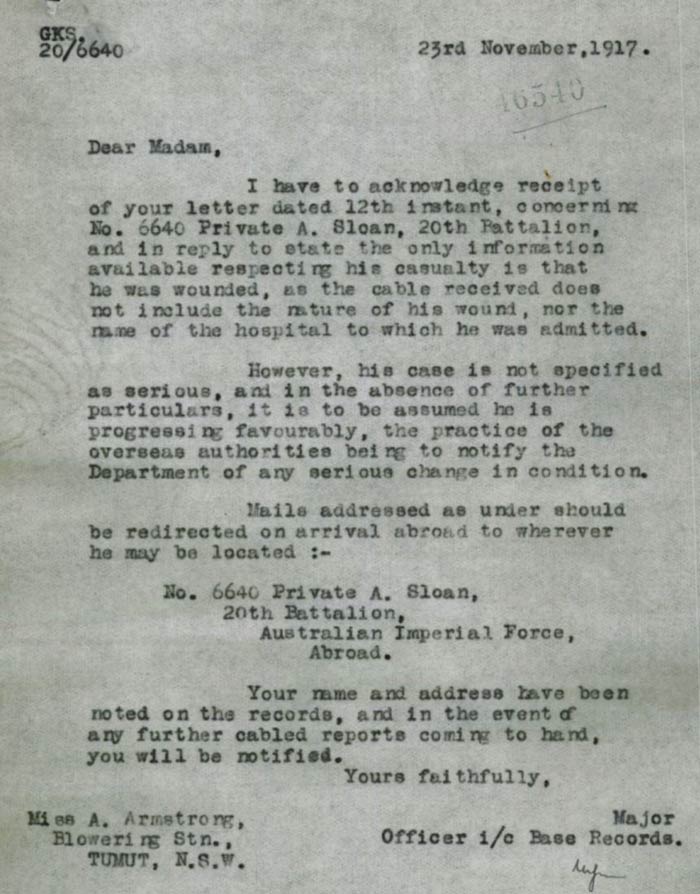 GKS.
20/6640
23rd November,1917.
16540
Dear Madam,
I have to acknowledge receipt
of your letter dated 12th instant, concerning
No. 6640 Private A. Sloan, 20th Battalion,
and in reply to state the only information
available respecting his casualty is that
he was wounded, as the cable received does
not include the nature of his wound, nor the
name of the hospital to which he was admitted.
However, his case is not specified
as serious, and in the absence of further
particulars, it is to be assumed he is
progressing favourably, the practice of the
overseas authorities being to notify the
Department of any serious change in condition.
Mails addressed as under should
be redirected on arrival abroad to wherever
he may be located :-
No. 6640 Private A. Sloan,
20th Battalion,
Australian Imperial Force,
Abroad.
Your name and address have been
noted on the records, and in the event of
any further cabled reports coming to hand,
you will be notified.
Yours faithfully,
Miss A. Armstrong,
Blowering Stn.,
TUMUT, N.S.W.
Major
Officer i/c Base Records.